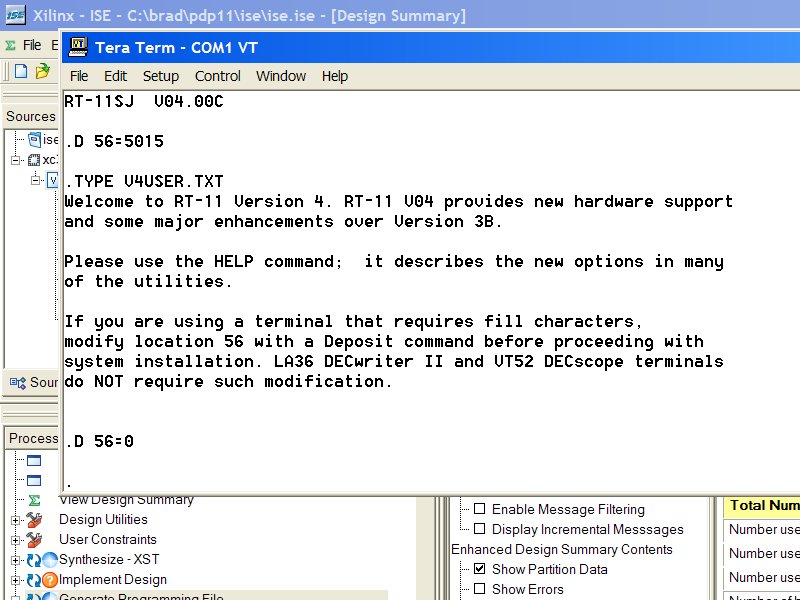 Xilinx - ISE - C:\brad\pdp11\ise\ise.ise - [Design Summary]
File
Sources
ise
Tera Term - COM1 VT
File Edit Setup Control Window Help
RT-11SJ V04.00C
.D 56=5015
.TYPE V4USER.TXT
Welcome to RT-11 Version 4. RT-11 V04 provides new hardware support
and some major enhancements over Version 3B.
Please use the HELP command; it describes the new options in many
of the utilities.
If you are using a terminal that requires fill characters,
modify location 56 with a Deposit command before proceeding with
system installation. LA36 DECwriter II and VT52 DECscope terminals
do NOT require such modification.
.D 56=0
.
Sour
Process
View Design Summary
Design Utilities
User Constraints
Synthesize - XST
Implement Design
Generate Programming File
Enable Message Filtering
Display Incremental Messsages
Enhanced Design Summary Contents
Show Partition Data
Show Errors
Total Num
Number use
Number use
Number use